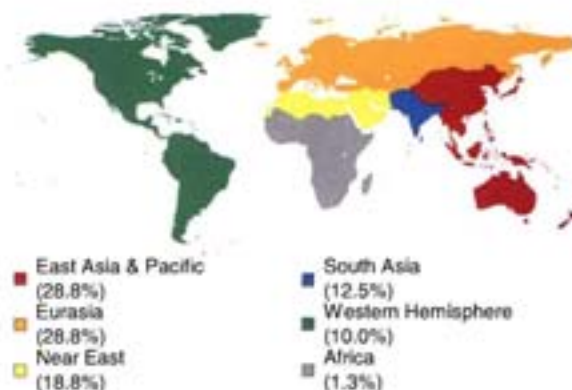 East Asia & Pacific
(28.8%)
Eurasia
(28.8%)
Near East
(18.8%)
South Asia
(12.5%)
Western Hemisphere
(10.0%)
Africa
(1.3%)